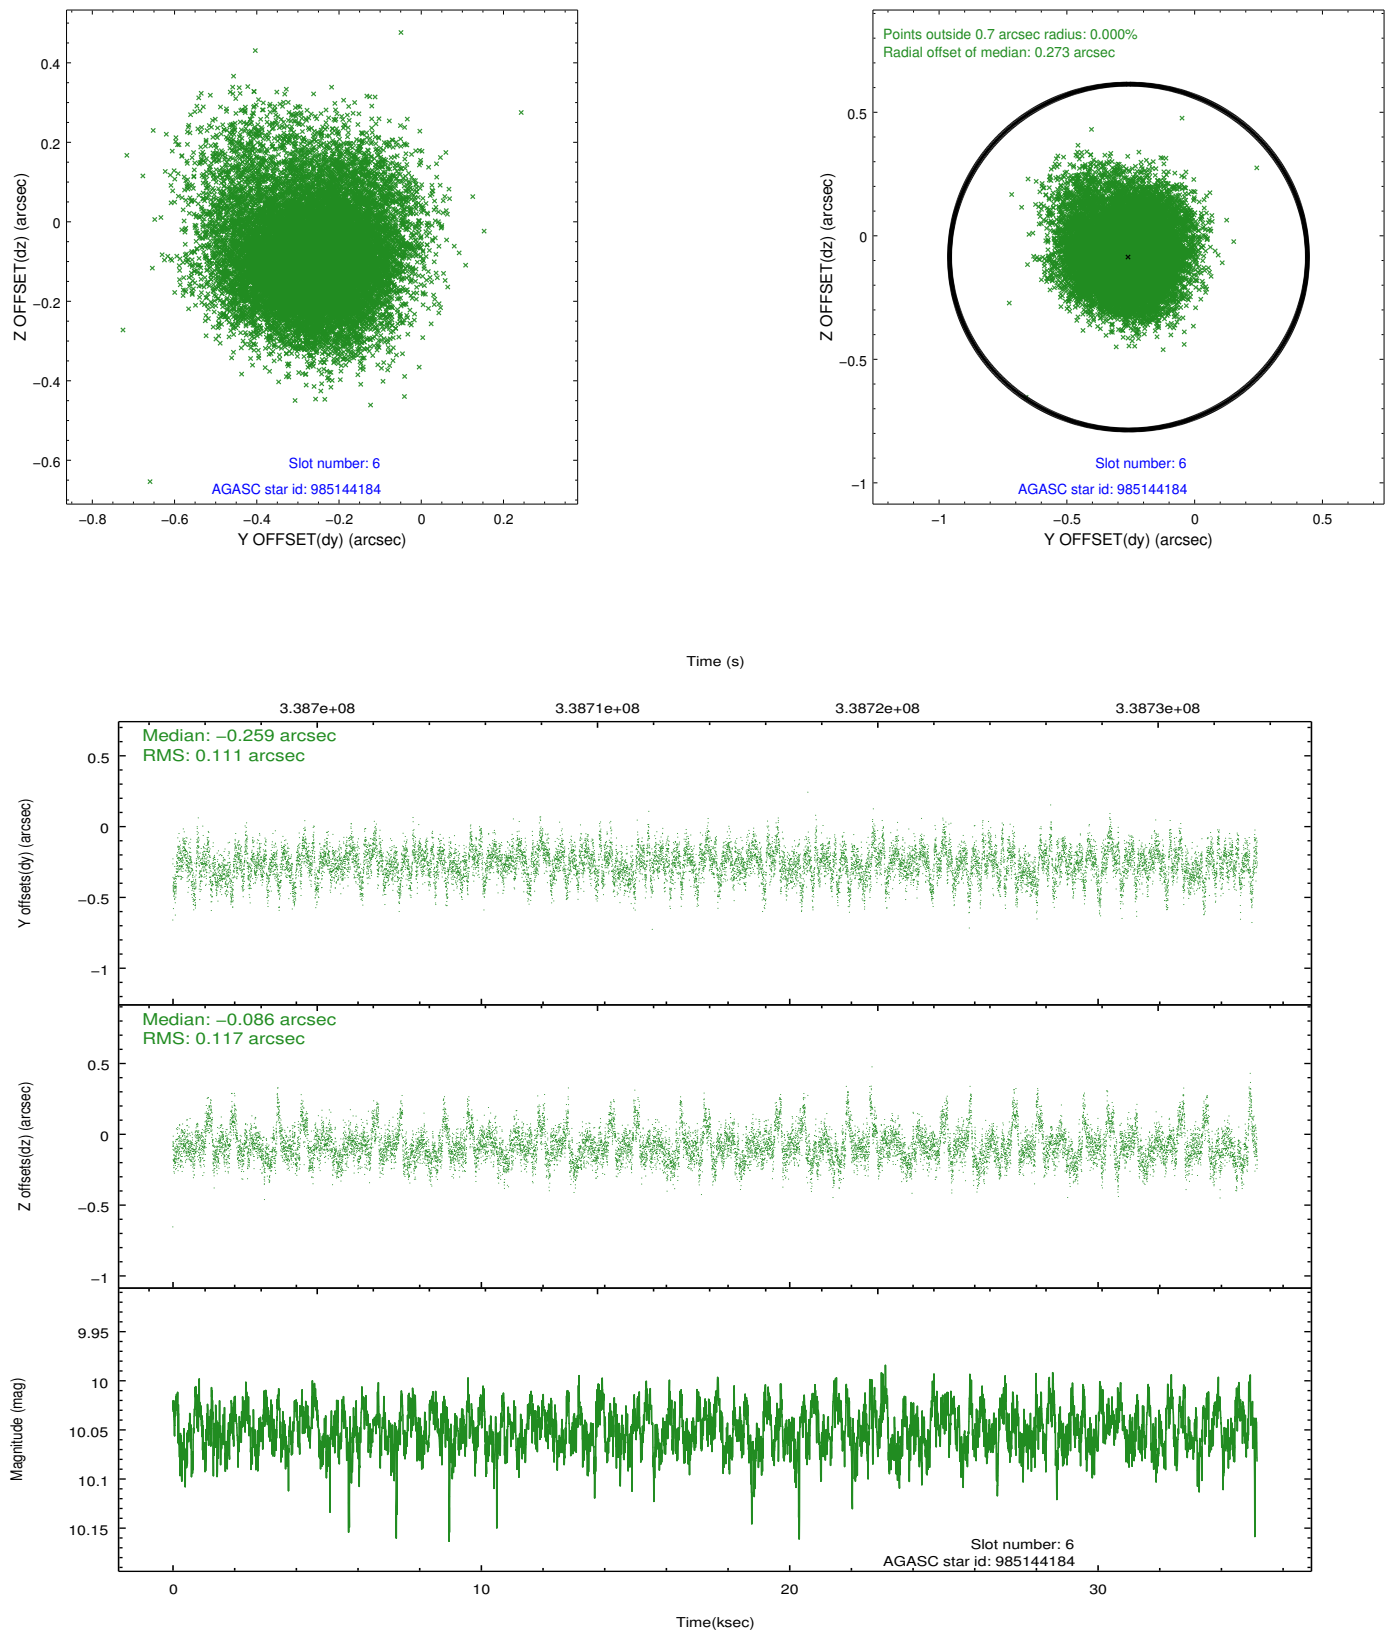 0.4
0.2
0
−0.2
−0.4
−0.6
Z OFFSET(dz) (arcsec)
Slot number: 6
AGASC star id: 985144184
−0.8
−0.6
−0.4
−0.2
0
0.2
Y OFFSET(dy) (arcsec)
Points outside 0.7 arcsec radius: 0.000%
Radial offset of median: 0.273 arcsec
0.5
0
−0.5
−1
Z OFFSET(dz) (arcsec)
Slot number: 6
AGASC star id: 985144184
−1
−0.5
0
0.5
Y OFFSET(dy) (arcsec)
Time (s)
3.387e+08
3.3871e+08
3.3872e+08
3.3873e+08
Median: −0.259 arcsec
RMS: 0.111 arcsec
0.5
0
−0.5
−1
Y offsets(dy) (arcsec)
Median: −0.086 arcsec
RMS: 0.117 arcsec
0.5
0
−0.5
−1
Z offsets(dz) (arcsec)
9.95
10
10.05
10.1
10.15
Magnitude (mag)
Slot number: 6
AGASC star id: 985144184
0
10
20
30
Time(ksec)